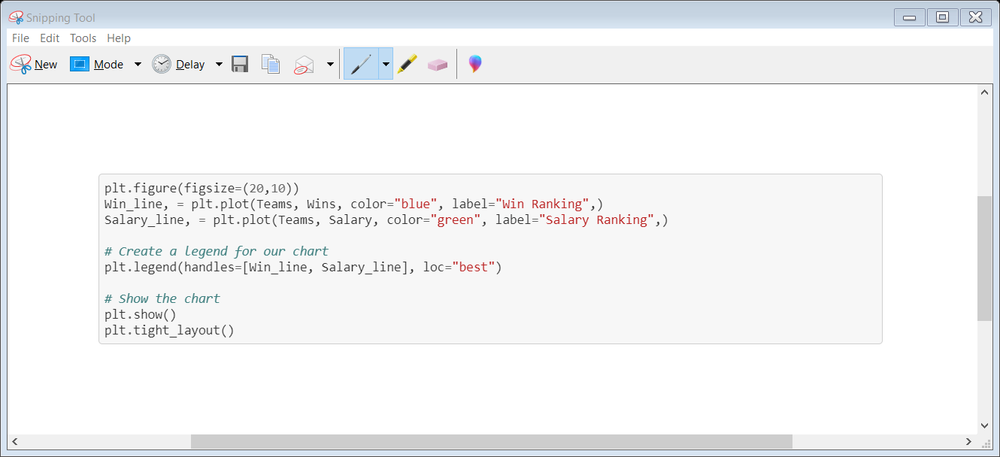 Snipping Tool
File Edit Tools Help
New Mode Delay
plt.figure(figsize=(20,10))
Win_line, = plt.plot(Teams, Wins, color="blue", label="Win Ranking",)
Salary_line, = plt.plot(Teams, Salary, color="green", label="Salary Ranking",)
# Create a legend for our chart
plt.legend(handles=[Win_line, Salary_line], loc="best")
# Show the chart
plt.show()
plt.tight_layout()